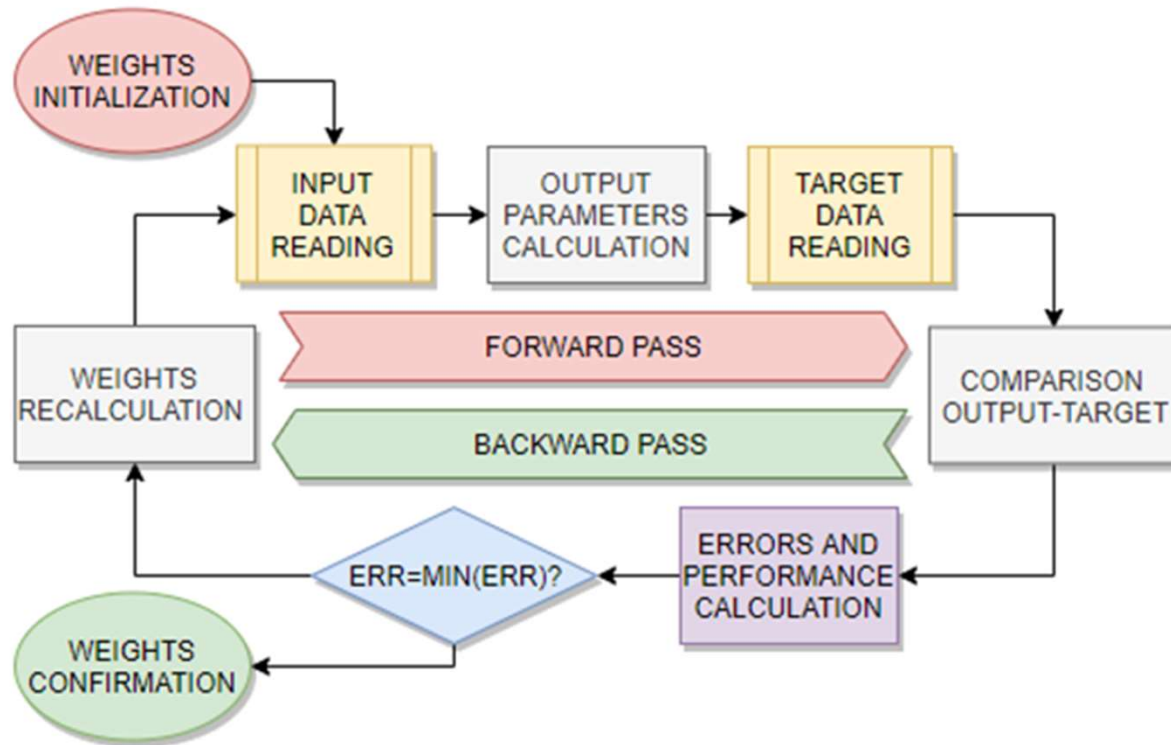 WEIGHTS
INITIALIZATION
INPUT
DATA
READING
OUTPUT
PARAMETERS
CALCULATION
TARGET
DATA
READING
FORWARD PASS
WEIGHTS
RECALCULATION
COMPARISON
OUTPUT-TARGET
BACKWARD PASS
ERR=MIN(ERR)?
ERRORS AND
PERFORMANCE
CALCULATION
WEIGHTS
CONFIRMATION